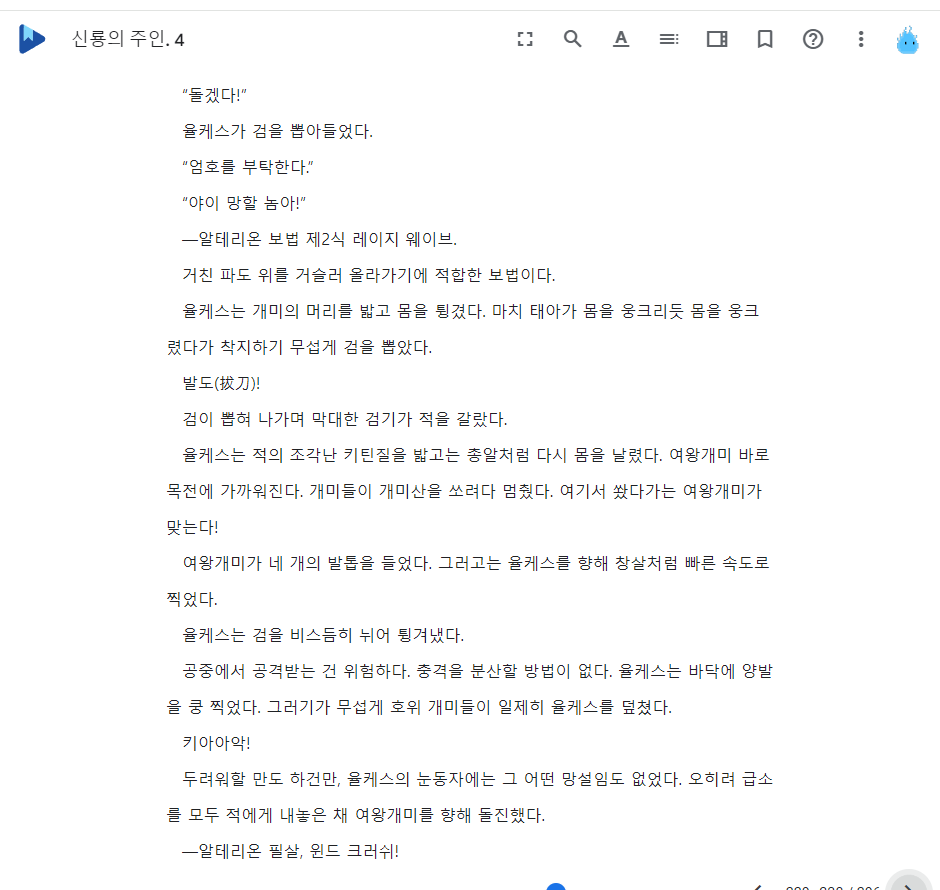 신룡의 주인. 4
“돌겠다!”
율케스가 검을 뽑아들었다.
“엄호를 부탁한다.”
“야이 망할 놈아!”
―알테리온 보법 제2식 레이지 웨이브.
거친 파도 위를 거슬러 올라가기에 적합한 보법이다.
율케스는 개미의 머리를 밟고 몸을 튕겼다. 마치 태아가 몸을 웅크리듯 몸을 웅크
렸다가 착지하기 무섭게 검을 뽑았다.
발도(拔刀)!
검이 뽑혀 나가며 막대한 검기가 적을 갈랐다.
율케스는 적의 조각난 키틴질을 밟고는 총알처럼 다시 몸을 날렸다. 여왕개미 바로
목전에 가까워진다. 개미들이 개미산을 쏘려다 멈췄다. 여기서 쐈다가는 여왕개미가
맞는다!
여왕개미가 네 개의 발톱을 들었다. 그러고는 율케스를 향해 창살처럼 빠른 속도로
찍었다.
율케스는 검을 비스듬히 뉘어 튕겨냈다.
공중에서 공격받는 건 위험하다. 충격을 분산할 방법이 없다. 율케스는 바닥에 양발
을 쿵 찍었다. 그러기가 무섭게 호위 개미들이 일제히 율케스를 덮쳤다.
키아아악!
두려워할 만도 하건만, 율케스의 눈동자에는 그 어떤 망설임도 없었다. 오히려 급소
를 모두 적에게 내놓은 채 여왕개미를 향해 돌진했다.
―알테리온 필살, 윈드 크러쉬!